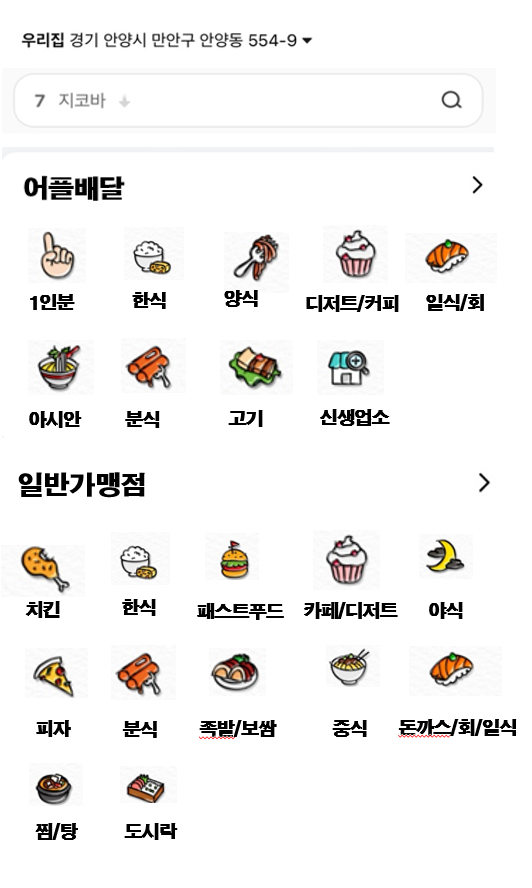 우리집 경기 안양시 만안구 안양동 554-9
7 지코바
어플배달
1인분 한식 양식 디저트/커피 일식/회
아시안 분식 고기 신생업소
일반가맹점
치킨 한식 패스트푸드 카페/디저트 야식
피자 분식 족발/보쌈 중식 돈까스/회/일식
찜/탕 도시락